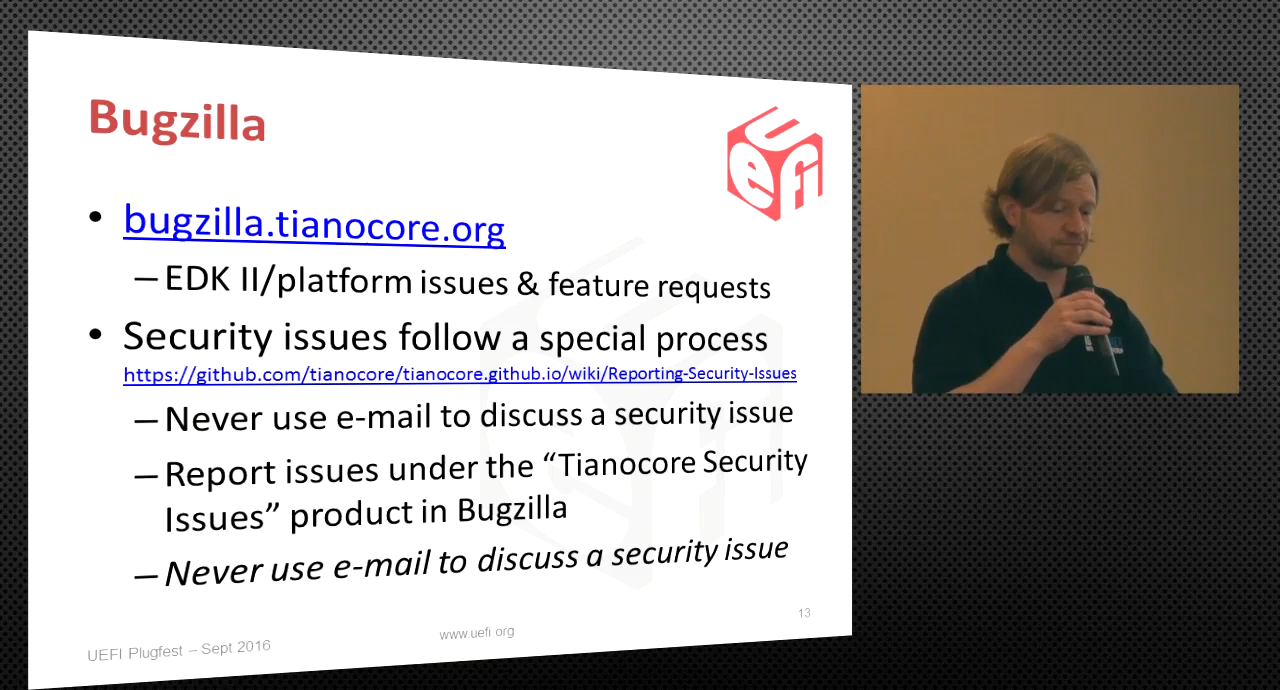 Bugzilla
UEFI
• bugzilla.tianocore.org
– EDK II/platform issues & feature requests
• Security issues follow a special process
https://github.com/tianocore/tianocore.github.io/wiki/Reporting-Security-Issues
– Never use e-mail to discuss a security issue
– Report issues under the “Tianocore Security
Issues” product in Bugzilla
– Never use e-mail to discuss a security issue
13
www.uefi org
UEFI Plugfest – Sept 2016